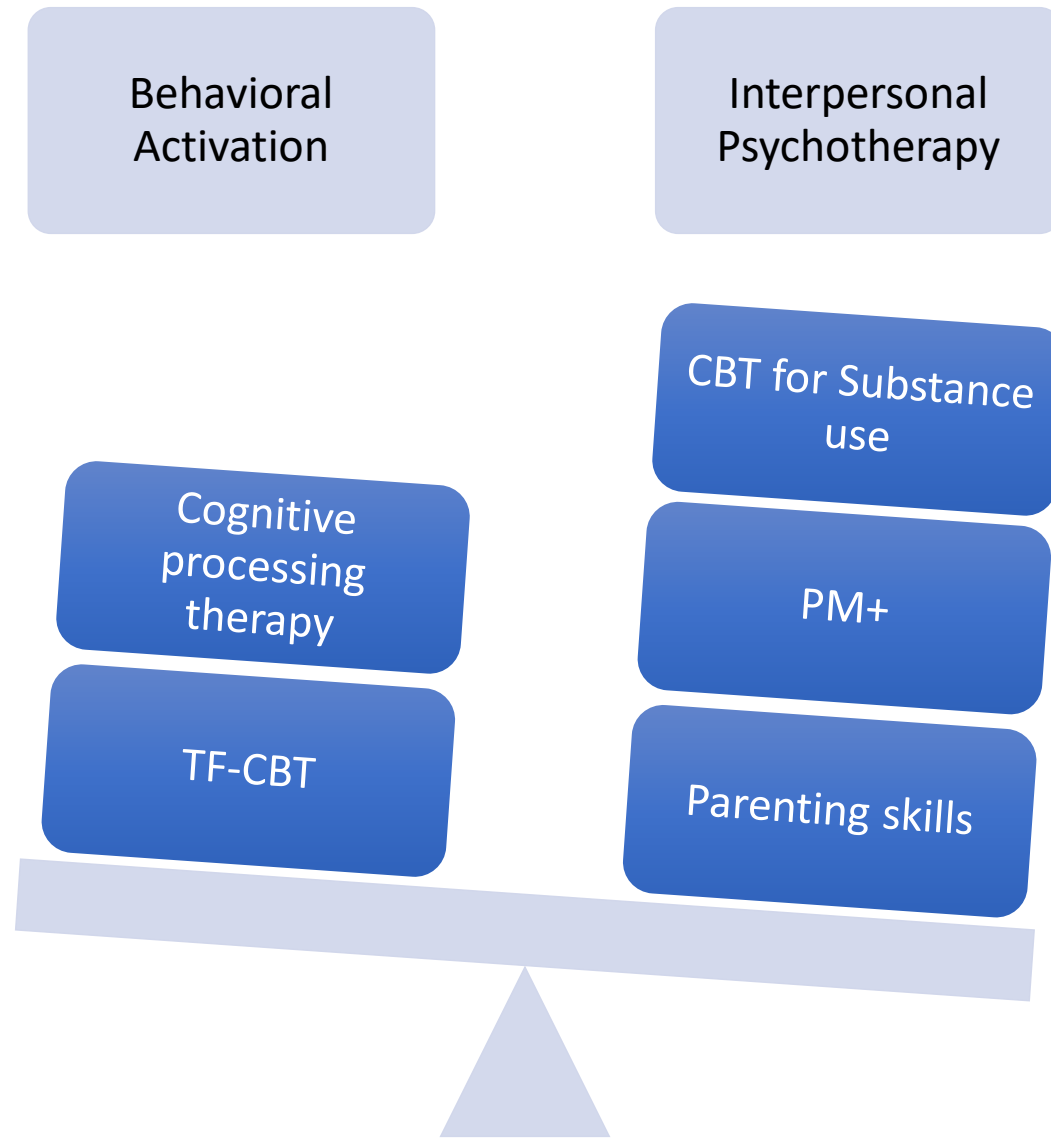 Behavioral
Activation
Interpersonal
Psychotherapy
CBT for Substance
use
Cognitive
processing
therapy
PM+
TF-CBT
Parenting skills